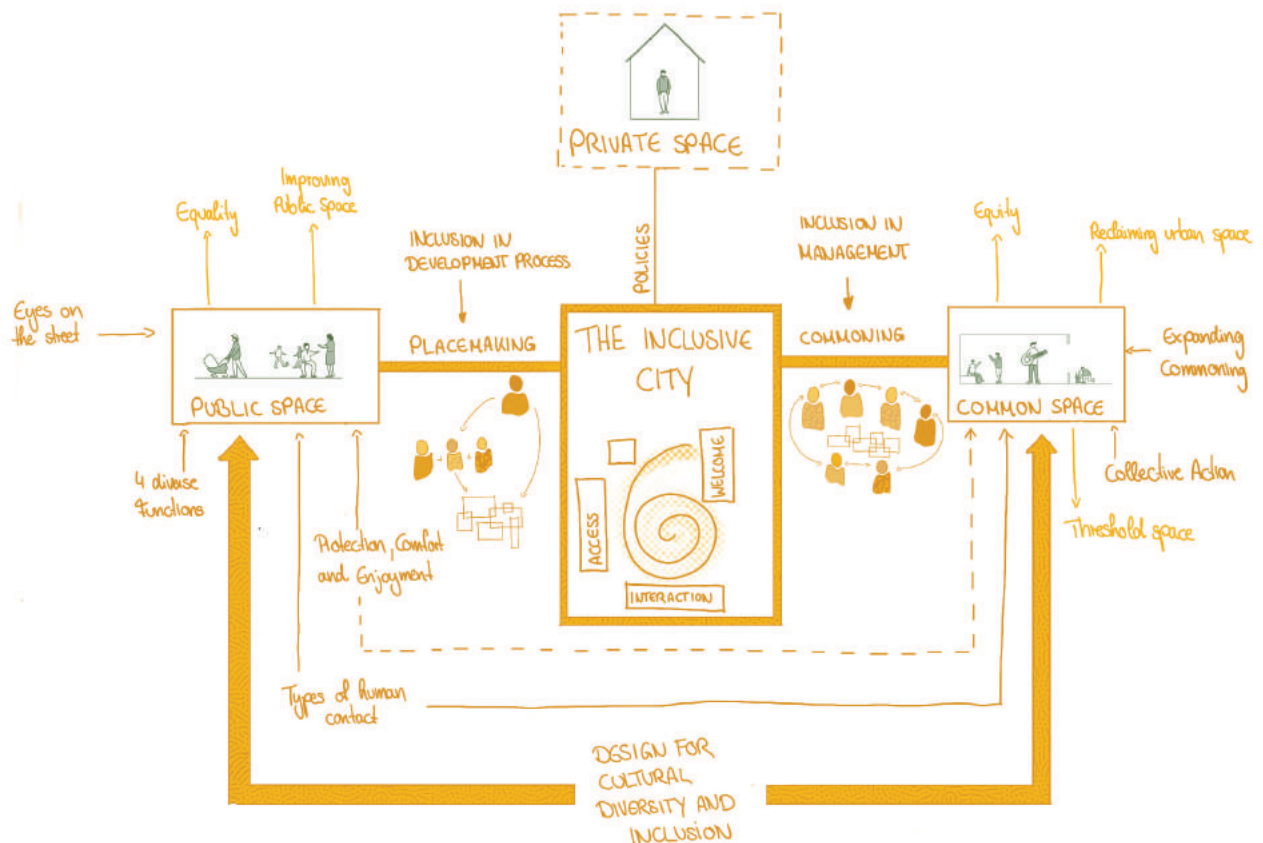 PRIVATE SPACE
POLICIES
Equality
Improving
Public Space
INCLUSION IN
DEVELOPMENT PROCESS
INCLUSION IN
MANAGEMENT
Equity
Reclaiming urban space
Eyes on
the street
PUBLIC SPACE
PLACEMAKING
THE INCLUSIVE
CITY
WELCOME
ACCESS
INTERACTION
COMMONING
COMMON SPACE
Expanding
Commoning
4 diverse
Functions
Protection, Comfort
and Enjoyment
Collective Action
Threshold space
Types of human
contact
DESIGN FOR
CULTURAL
DIVERSITY AND
INCLUSION